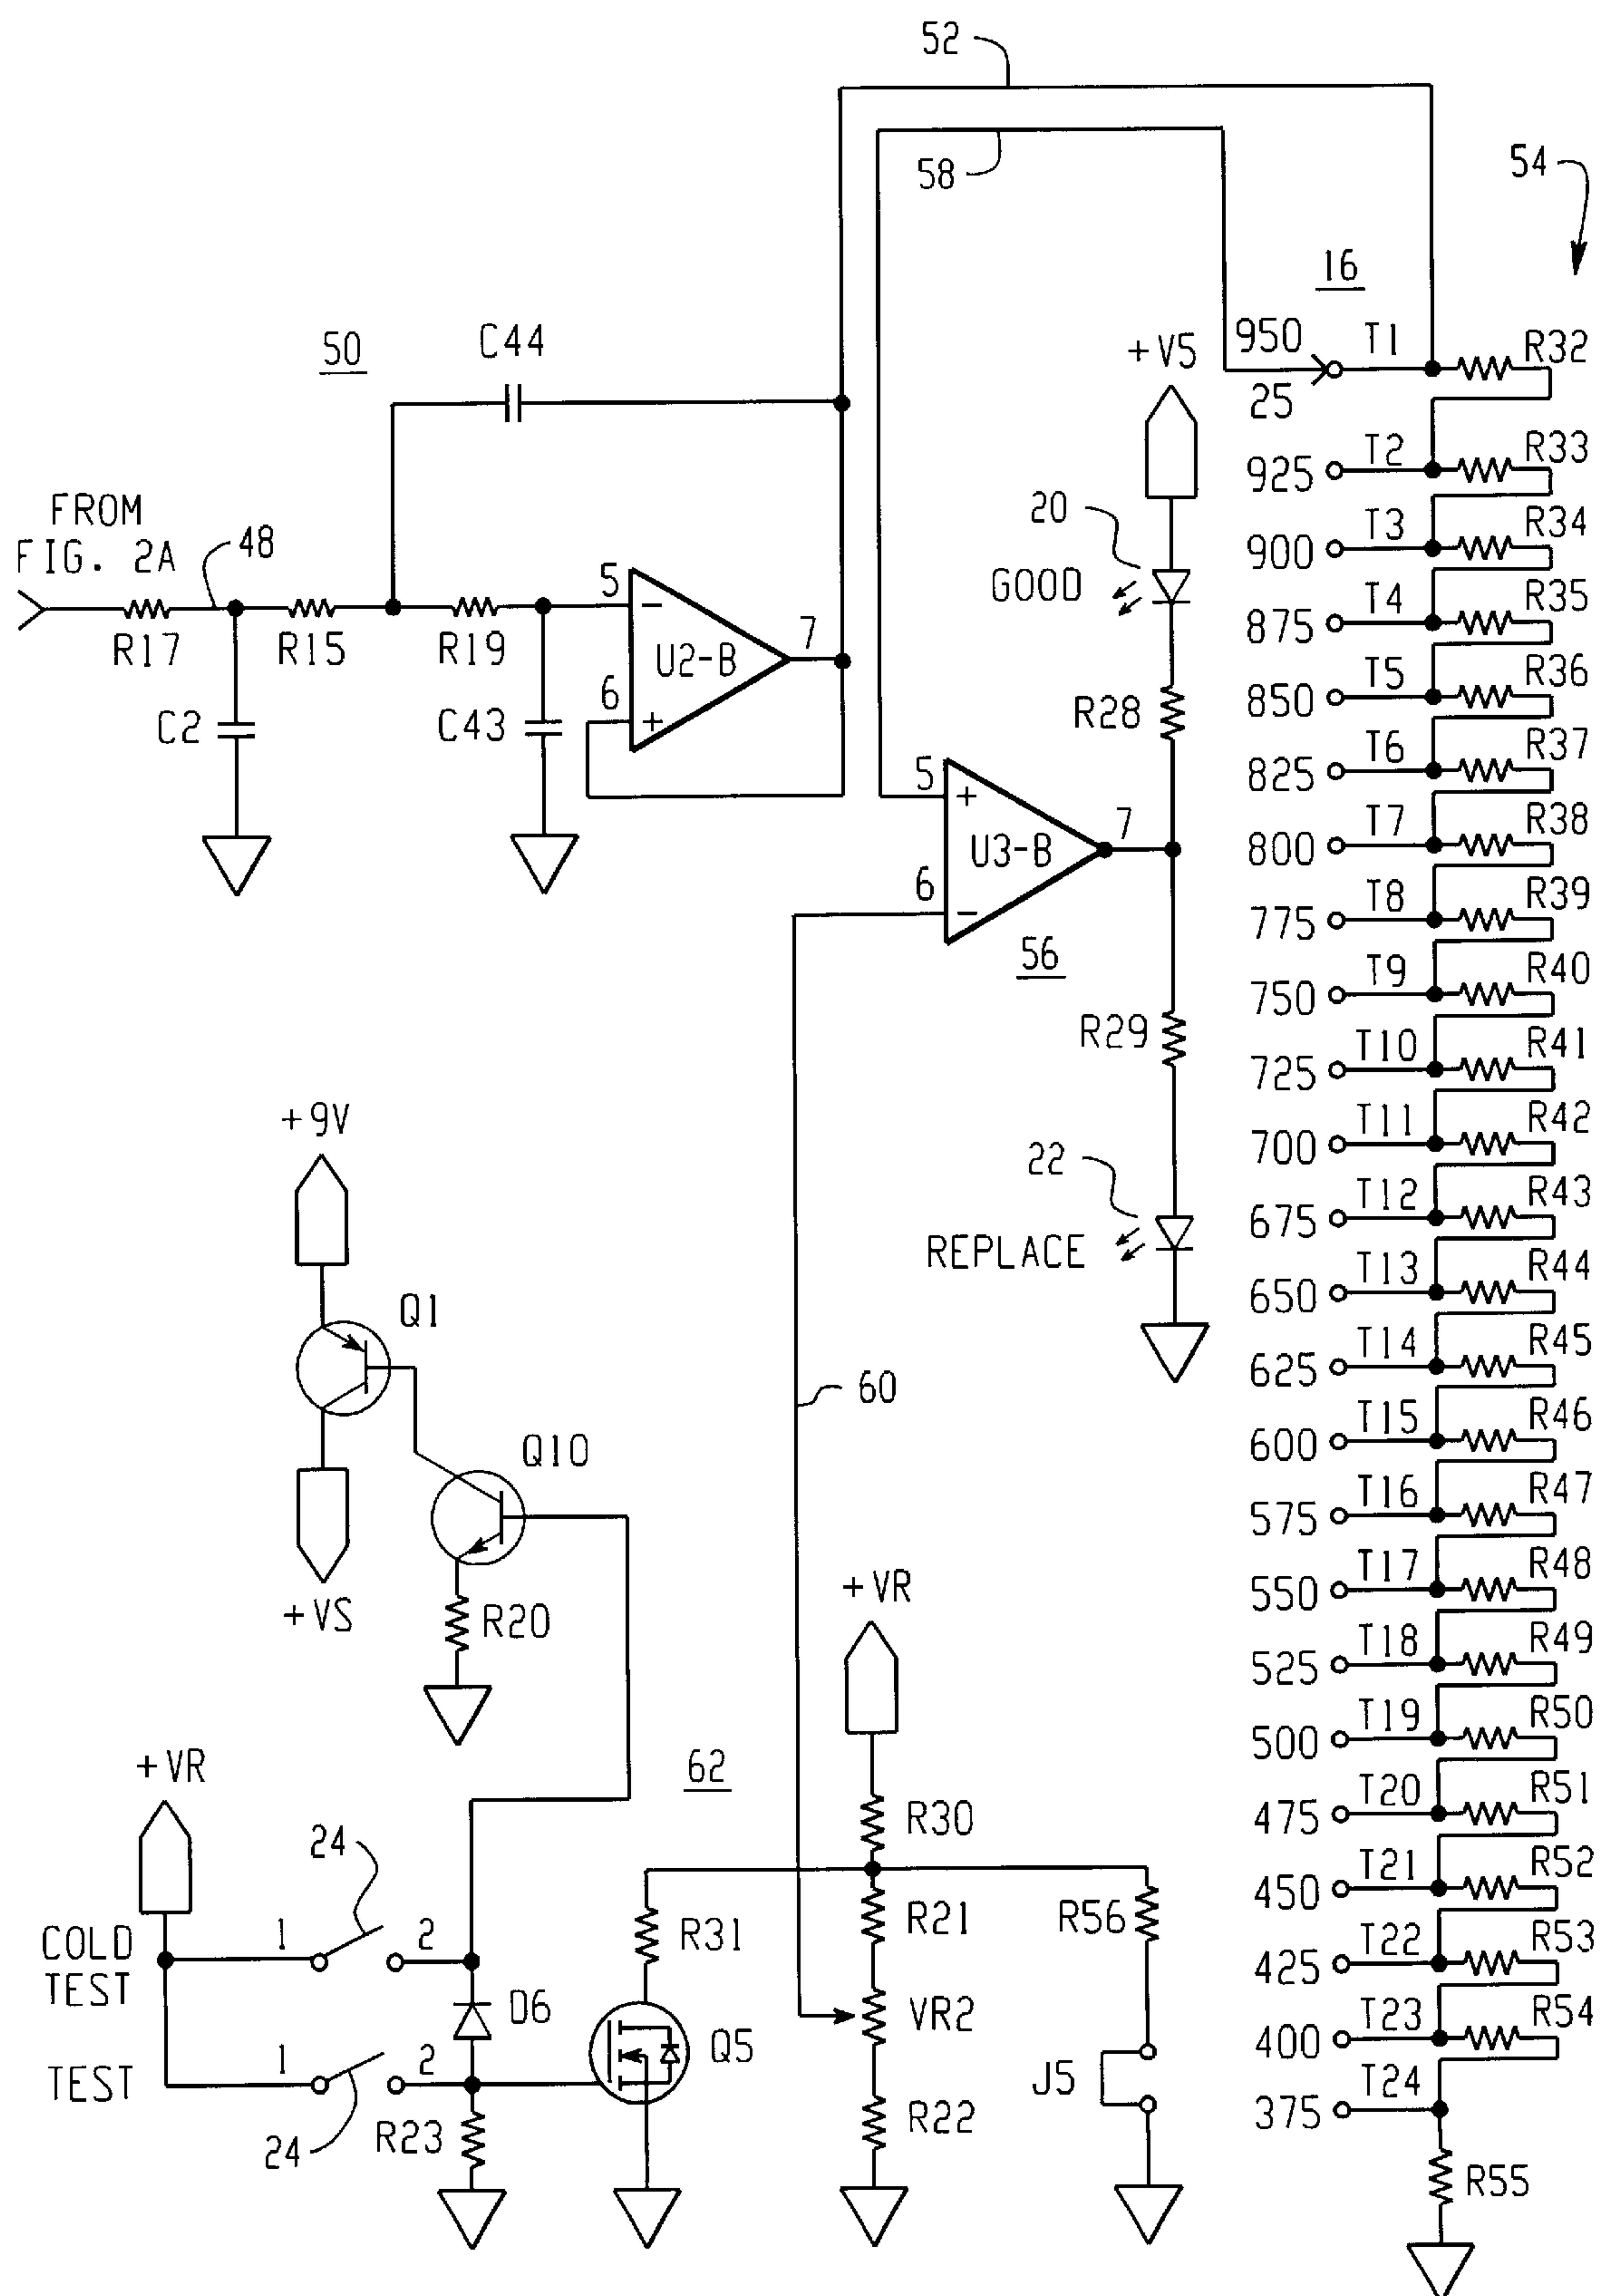 52
58
54
16
50
C44
+V5
950
T1
R32
25
925
T2
R33
FROM
FIG. 2A
48
20
GOOD
900
T3
R34
875
T4
R35
R17
R15
R19
5
−
U2-B
7
6
+
C2
C43
850
T5
R36
R28
825
T6
R37
5
+
U3-B
7
6
−
56
800
T7
R38
775
T8
R39
750
T9
R40
R29
725
T10
R41
700
T11
R42
+9V
22
REPLACE
675
T12
R43
650
T13
R44
Q1
625
T14
R45
60
600
T15
R46
Q10
575
T16
R47
+VS
R20
+VR
550
T17
R48
525
T18
R49
500
T19
R50
+VR
62
475
T20
R51
24
R30
450
T21
R52
COLD
TEST
1
2
R31
R21
R56
425
T22
R53
D6
Q5
VR2
400
T23
R54
TEST
1
2
J5
T24
375
24
R23
R22
R55